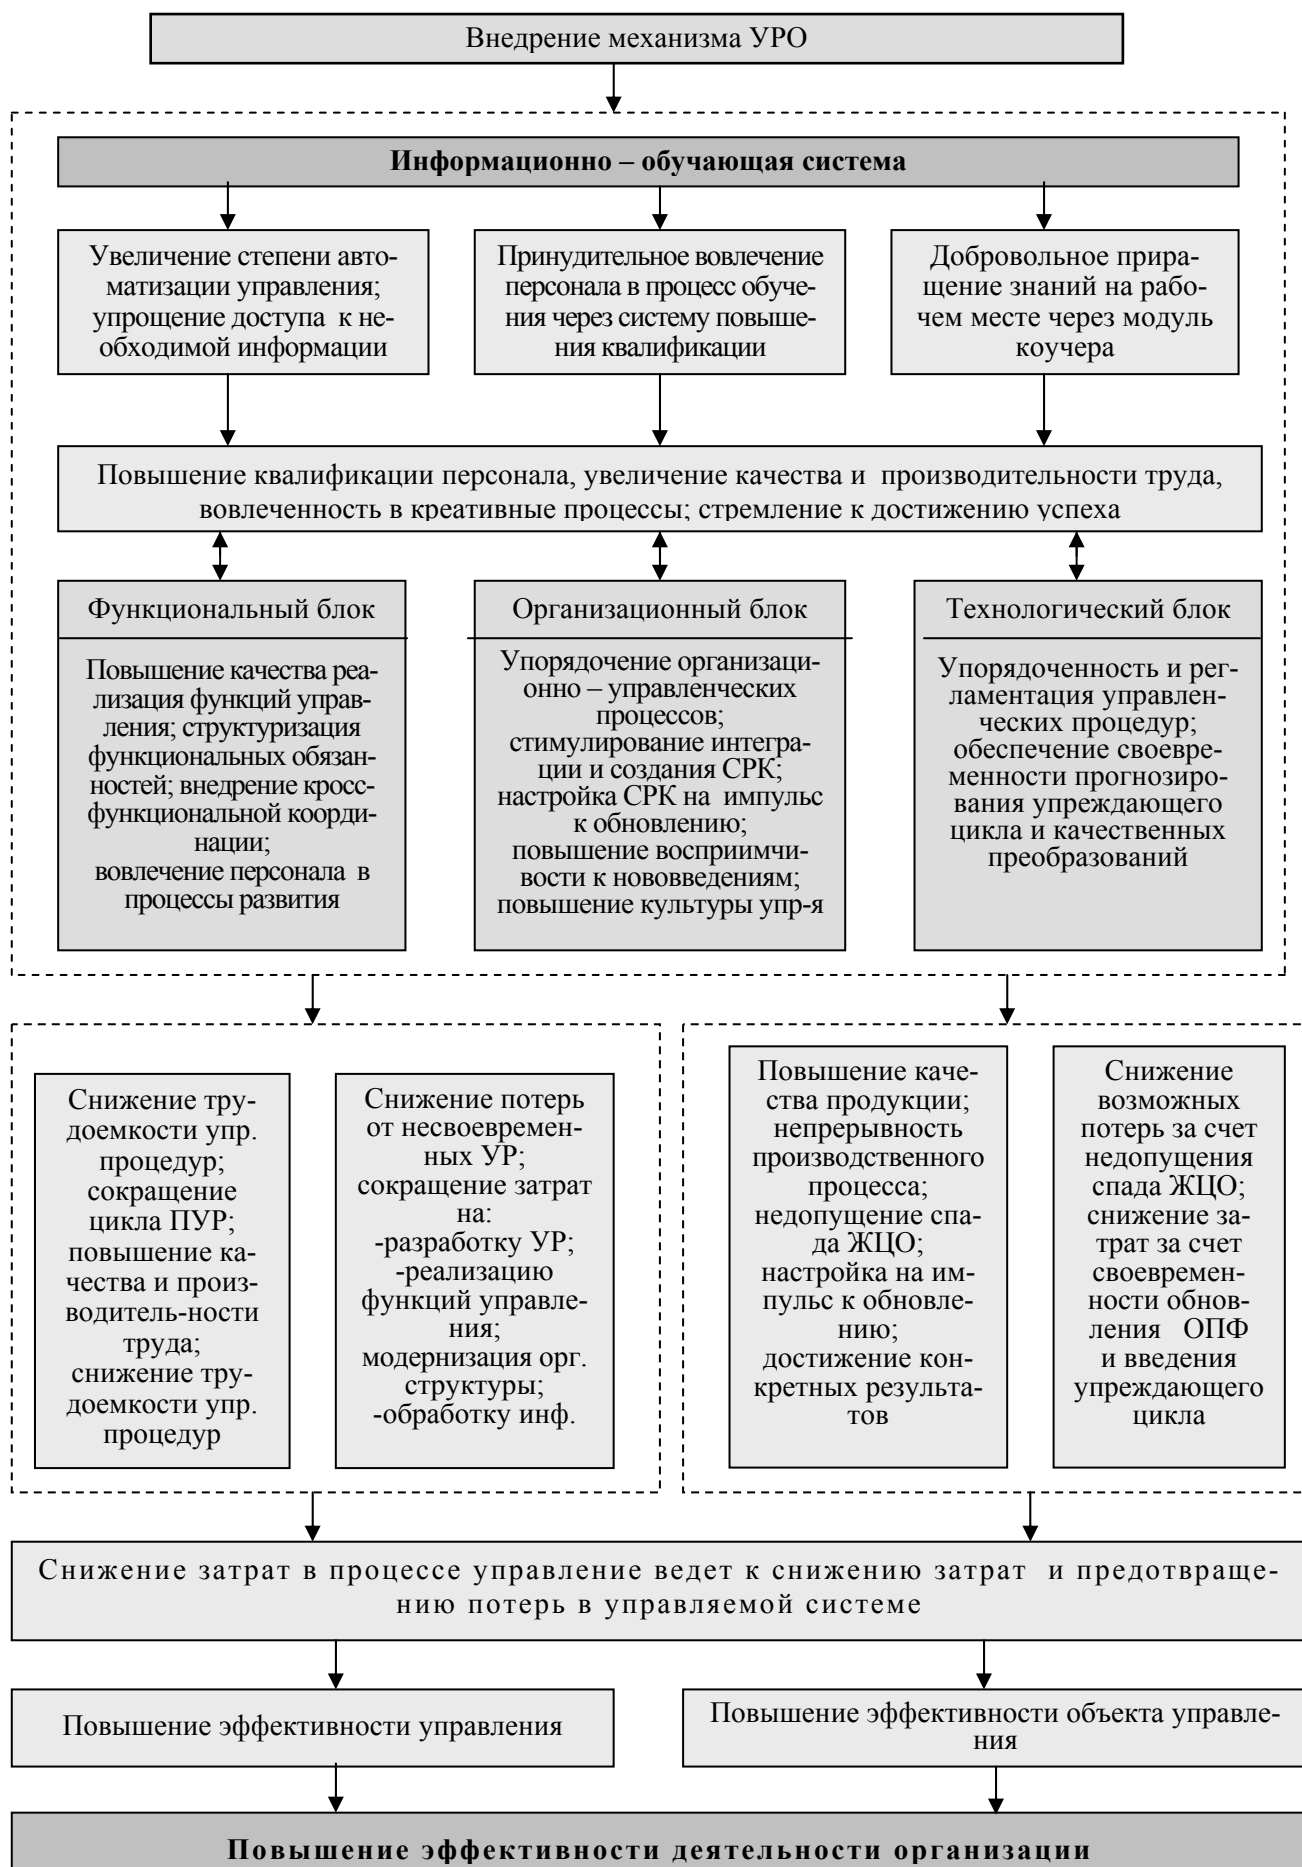 Внедрение механизма УРО
Информационно – обучающая система
Увеличение степени авто-
матизации управления;
упрощение доступа к не-
обходимой информации
Принудительное вовлечение
персонала в процесс обуче-
ния через систему повыше-
ния квалификации
Добровольное прира-
щение знаний на рабо-
чем месте через модуль
коучера
Повышение квалификации персонала, увеличение качества и производительности труда,
вовлеченность в креативные процессы; стремление к достижению успеха
Функциональный блок
Повышение качества реа-
лизация функций управ-
ления; структуризация
функциональных обязан-
ностей; внедрение кросс-
функциональной коорди-
нации;
вовлечение персонала в
процессы развития
Организационный блок
Упорядочение организаци-
онно – управленческих
процессов;
стимулирование интегра-
ции и создания СРК;
настройка СРК на импульс
к обновлению;
повышение восприимчи-
вости к нововведениям;
повышение культуры упр-я
Технологический блок
Упорядоченность и рег-
ламентация управлен-
ческих процедур;
обеспечение своевре-
менности прогнозиро-
вания упреждающего
цикла и качественных
преобразований
Снижение тру-
доемкости упр.
процедур;
сокращение
цикла ПУР;
повышение ка-
чества и произ-
водитель-ности
труда;
снижение тру-
доемкости упр.
процедур
Снижение потерь
от несвоевремен-
ных УР;
сокращение затрат
на:
-разработку УР;
-реализацию
функций управле-
ния;
модернизация орг.
структуры;
-обработку инф.
Повышение каче-
ства продукции;
непрерывность
производственного
процесса;
недопущение спа-
да ЖЦО;
настройка на им-
пульс к обновле-
нию;
достижение кон-
кретных результа-
тов
Снижение
возможных
потерь за счет
недопущения
спада ЖЦО;
снижение за-
трат за счет
своевремен-
ности обнов-
ления ОПФ
и введения
упреждающего
цикла
Снижение затрат в процессе управление ведет к снижению затрат и предотвраще-
нию потерь в управляемой системе
Повышение эффективности управления
Повышение эффективности объекта управле-
ния
Повышение эффективности деятельности организации